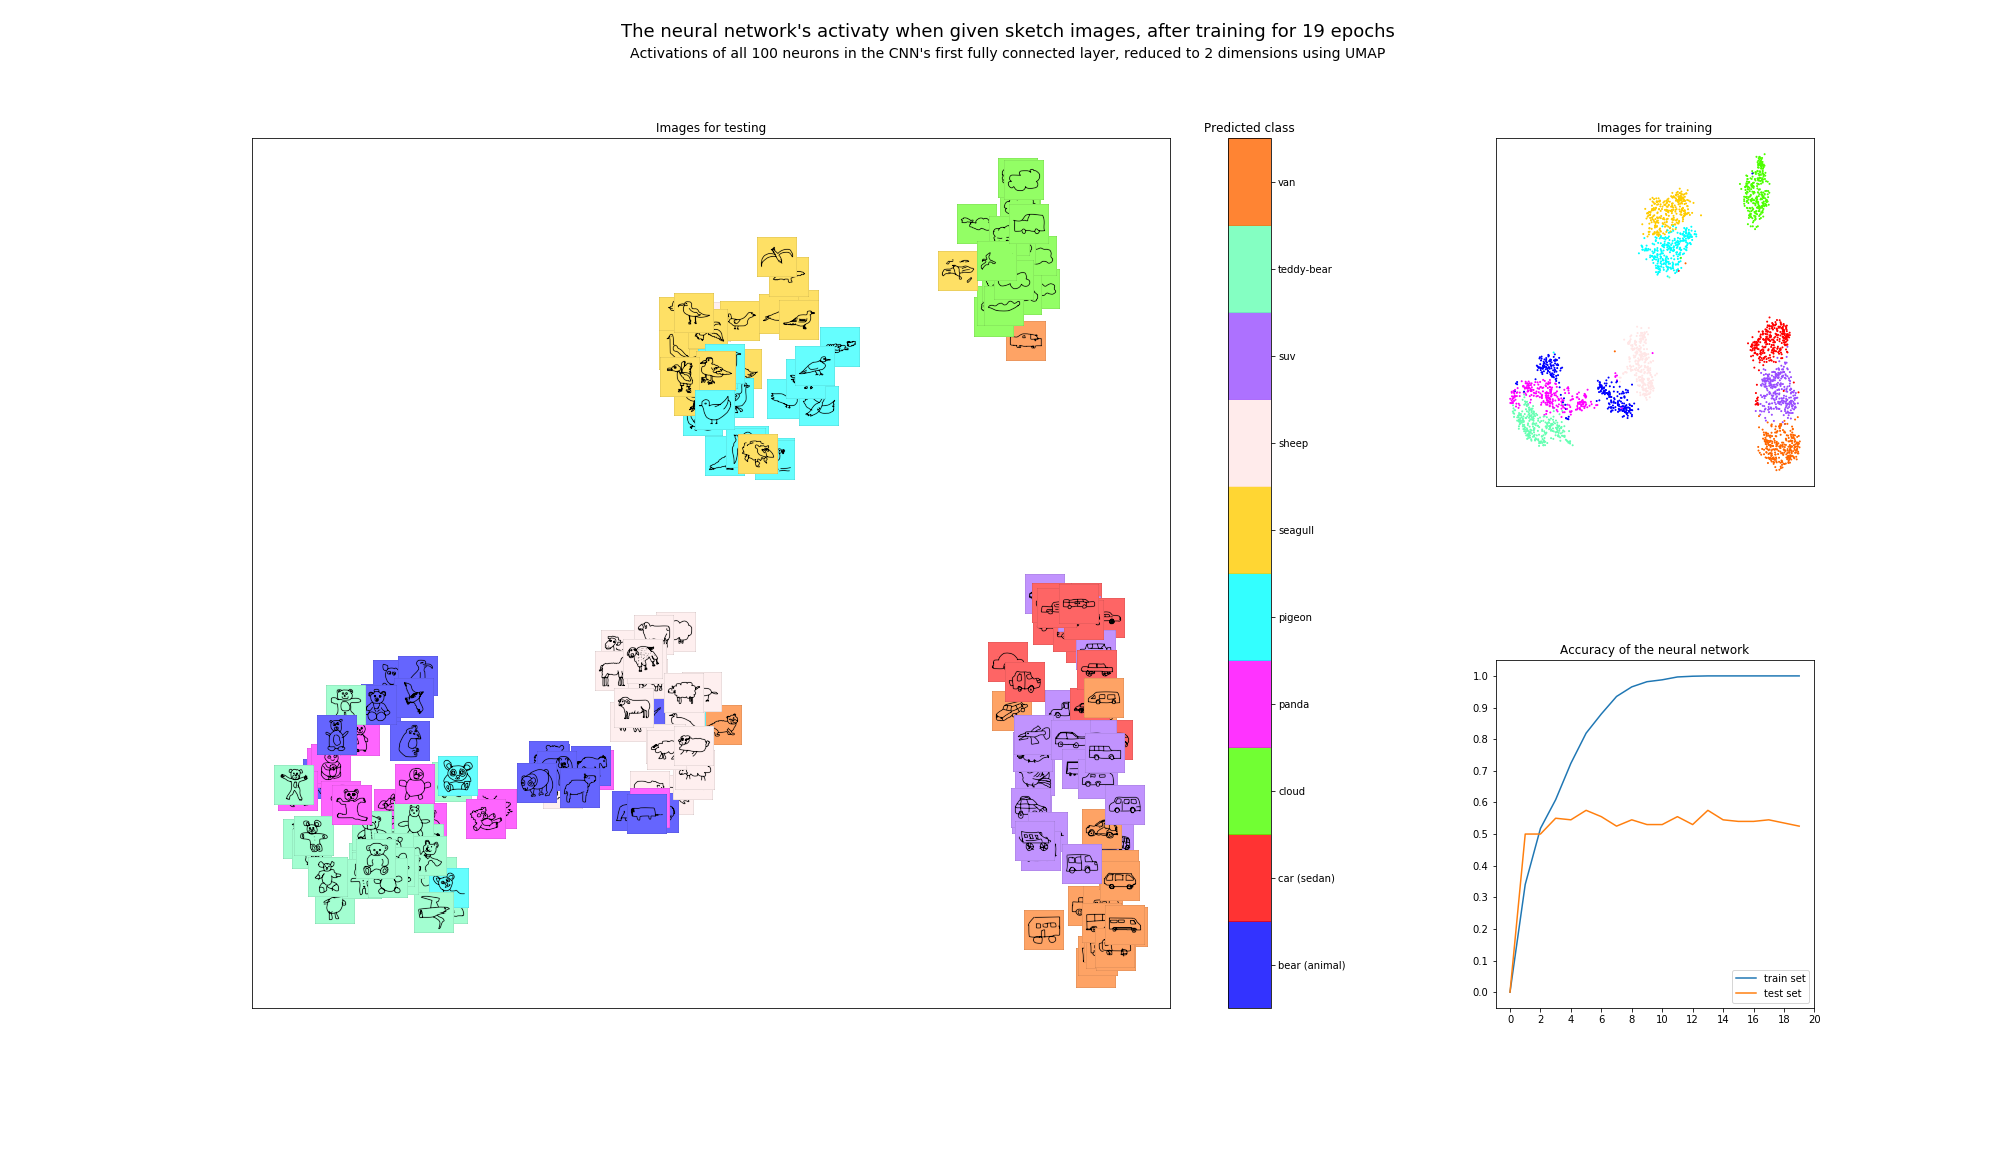 The neural network's activaty when given sketch images, after training for 19 epochs
Activations of all 100 neurons in the CNN's first fully connected layer, reduced to 2 dimensions using UMAP
Images for testing
Predicted class
van
teddy-bear
suv
sheep
seagull
pigeon
panda
cloud
car (sedan)
bear (animal)
Images for training
Accuracy of the neural network
1.0
0.9
0.8
0.7
0.6
0.5
0.4
0.3
0.2
0.1
0.0
train set
test set
0 2 4 6 8 10 12 14 16 18 20